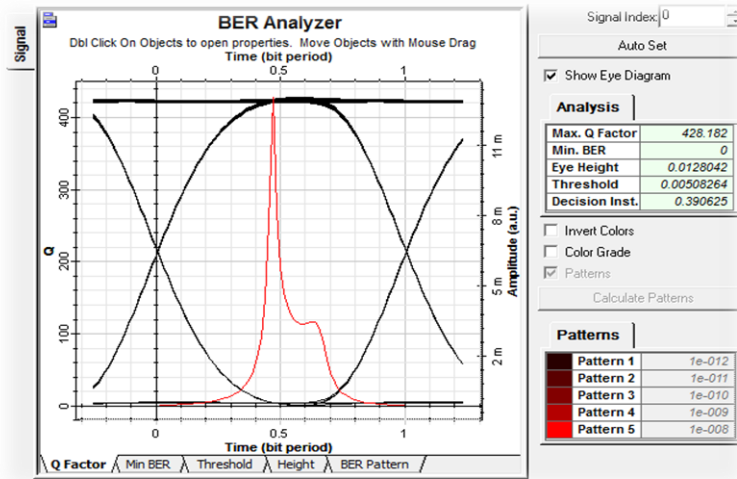 Signal
BER Analyzer
Dbl Click On Objects to open properties. Move Objects with Mouse Drag
Time (bit period)
0 0.5 1
Q
400
300
200
100
0
11 m
8 m
5 m
2 m
Amplitude (a.u.)
0 0.5 1
Time (bit period)
Q Factor Min BER Threshold Height BER Pattern
Signal Index: 0
Auto Set
Show Eye Diagram
Analysis
Max. Q Factor 428.182
Min. BER 0
Eye Height 0.0128042
Threshold 0.00508264
Decision Inst. 0.390625
Invert Colors
Color Grade
Patterns
Calculate Patterns
Patterns
Pattern 1 1e-012
Pattern 2 1e-011
Pattern 3 1e-010
Pattern 4 1e-009
Pattern 5 1e-008